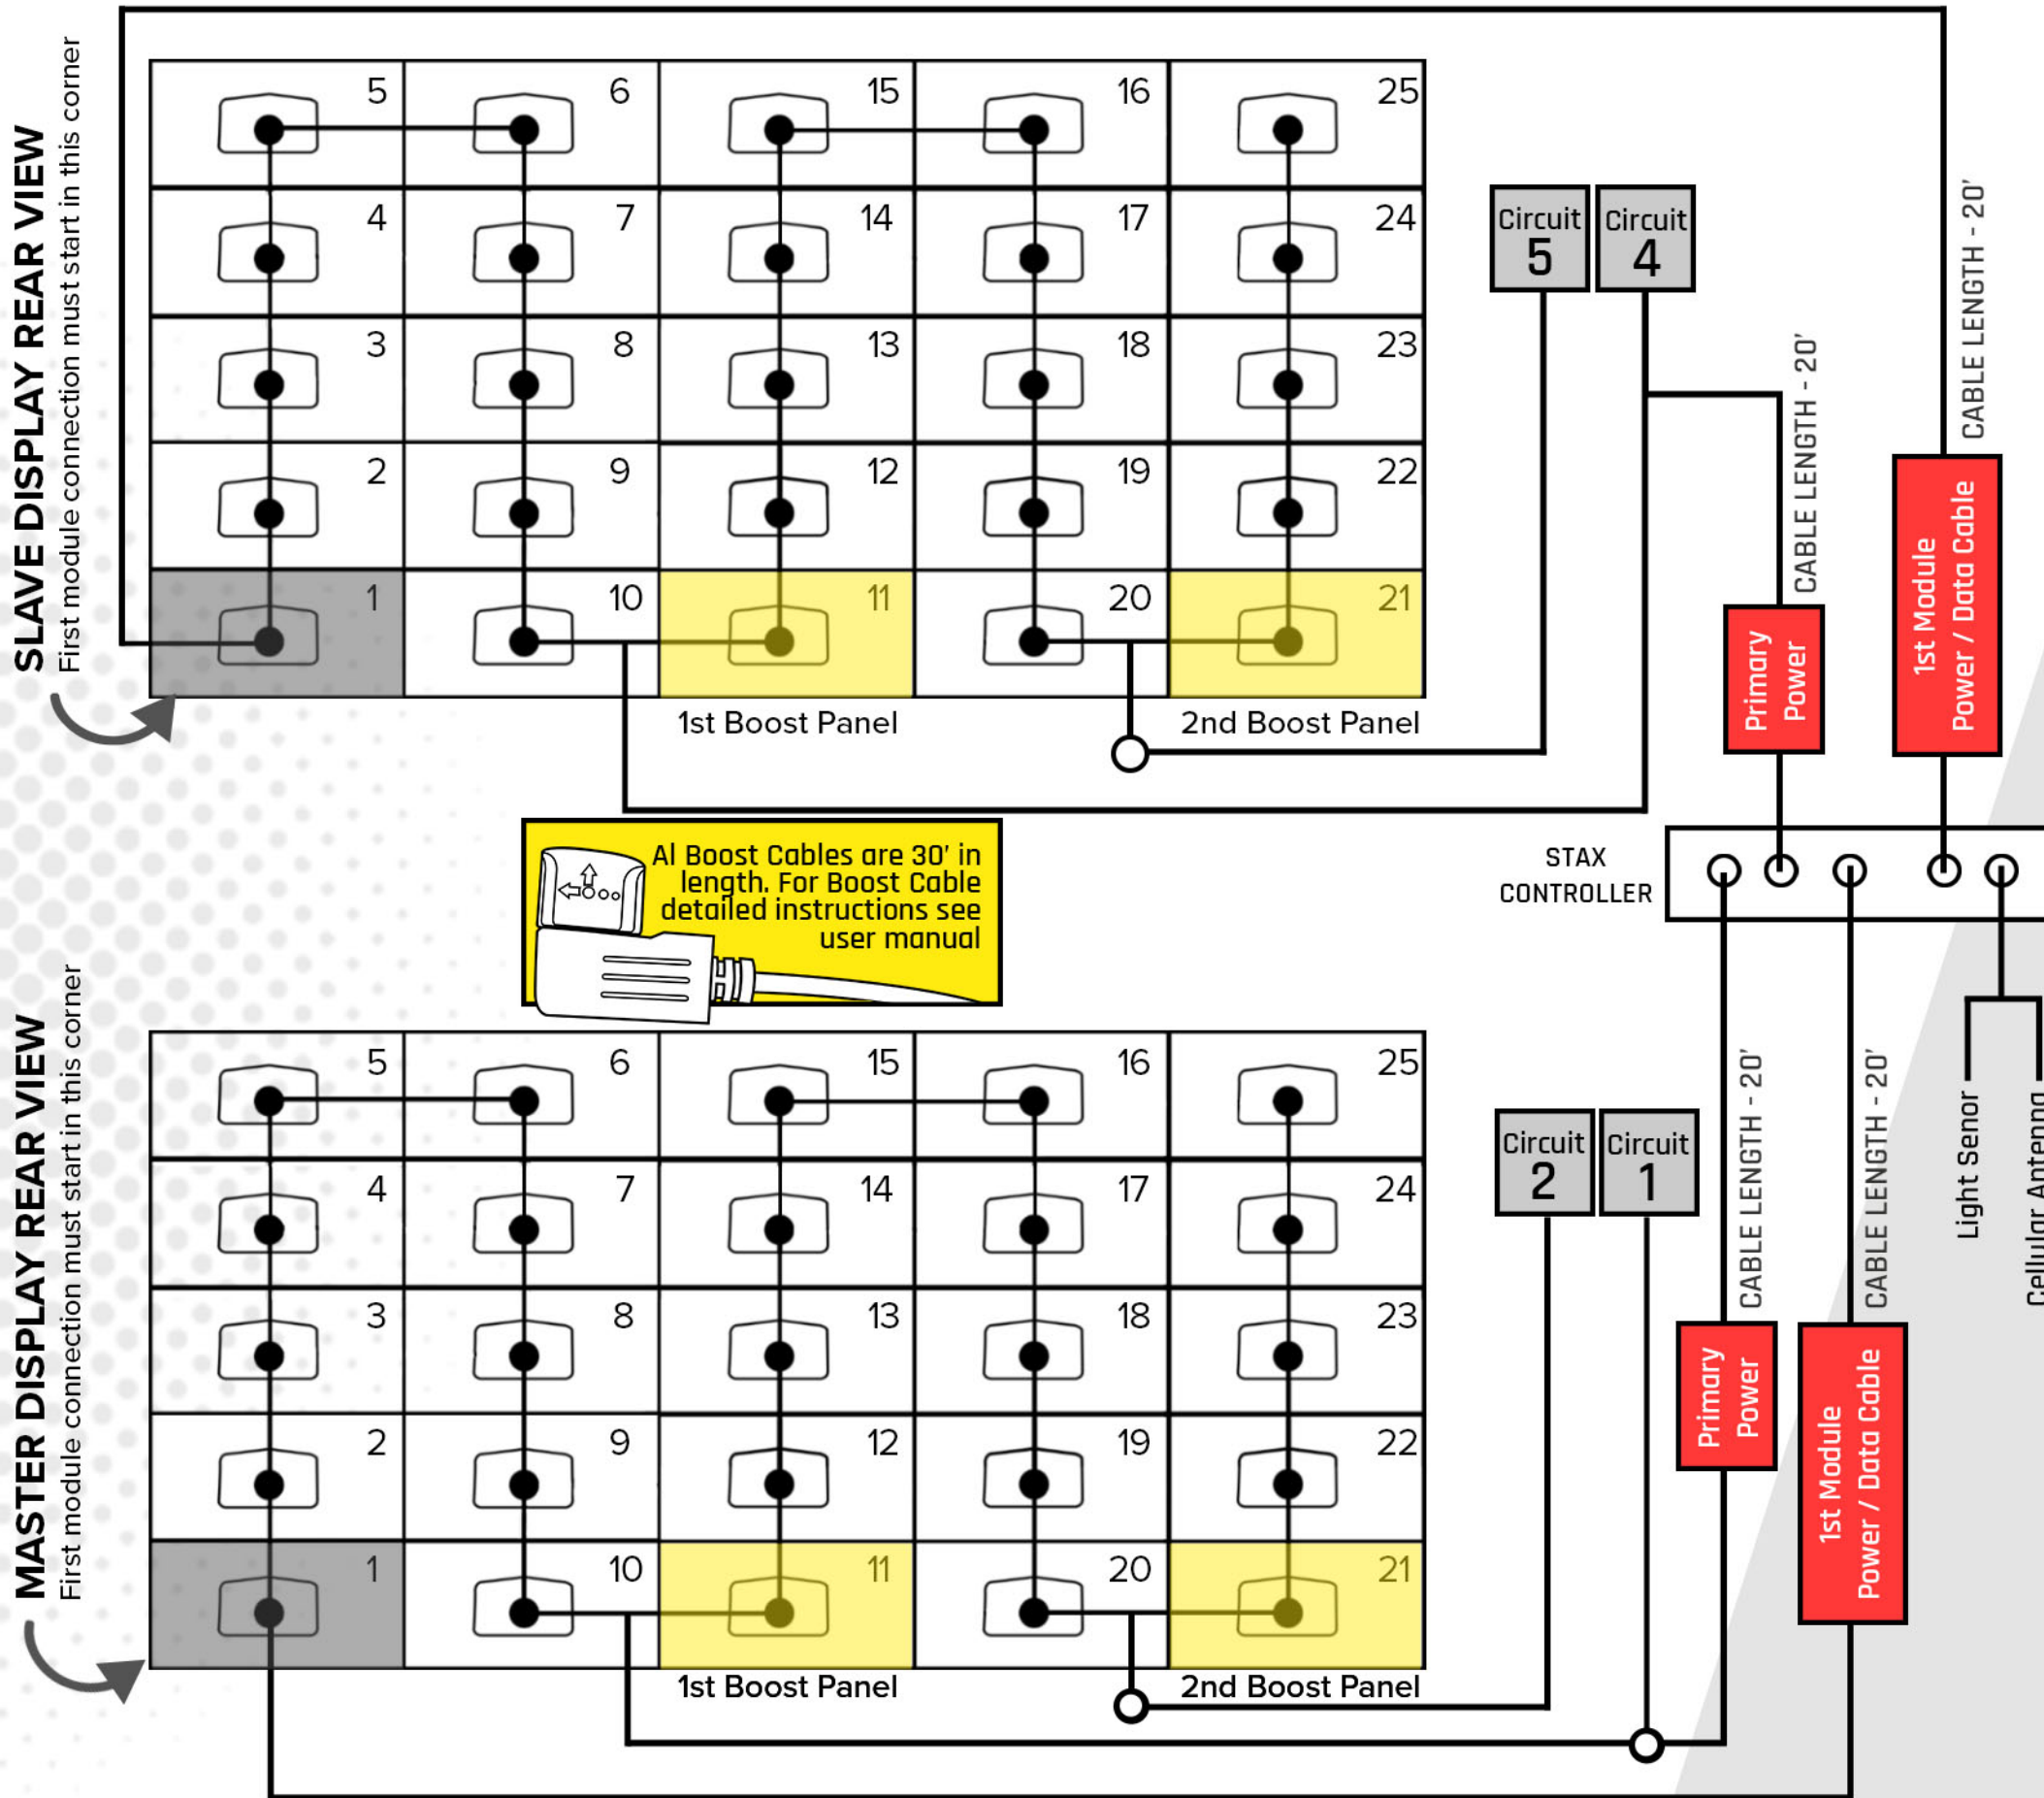 SLAVE DISPLAY REAR VIEW
First module connection must start in this corner
5 6 15 16 25
4 7 14 17 24
3 8 13 18 23
2 9 12 19 22
1 10 11 20 21
1st Boost Panel
2nd Boost Panel
Circuit
5
Circuit
4
CABLE LENGTH - 20'
Primary
Power
CABLE LENGTH - 20'
1st Module
Power / Data Cable
STAX
CONTROLLER
Al Boost Cables are 30' in
length. For Boost Cable
detailed instructions see
user manual
MASTER DISPLAY REAR VIEW
First module connection must start in this corner
5 6 15 16 25
4 7 14 17 24
3 8 13 18 23
2 9 12 19 22
1 10 11 20 21
1st Boost Panel
2nd Boost Panel
Circuit
2
Circuit
1
CABLE LENGTH - 20'
Primary
Power
CABLE LENGTH - 20'
1st Module
Power / Data Cable
Light Senor
Cellular Antenna